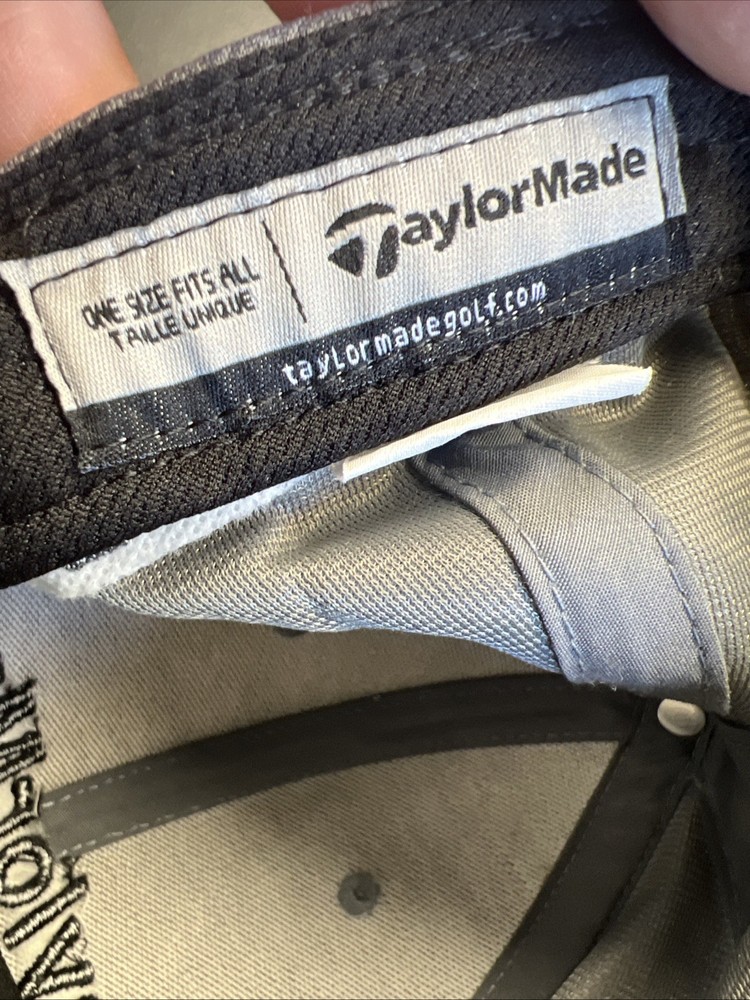 ONE SIZE FITS ALL
TAILLE UNIQUE
TaylorMade
taylormadegolf.com